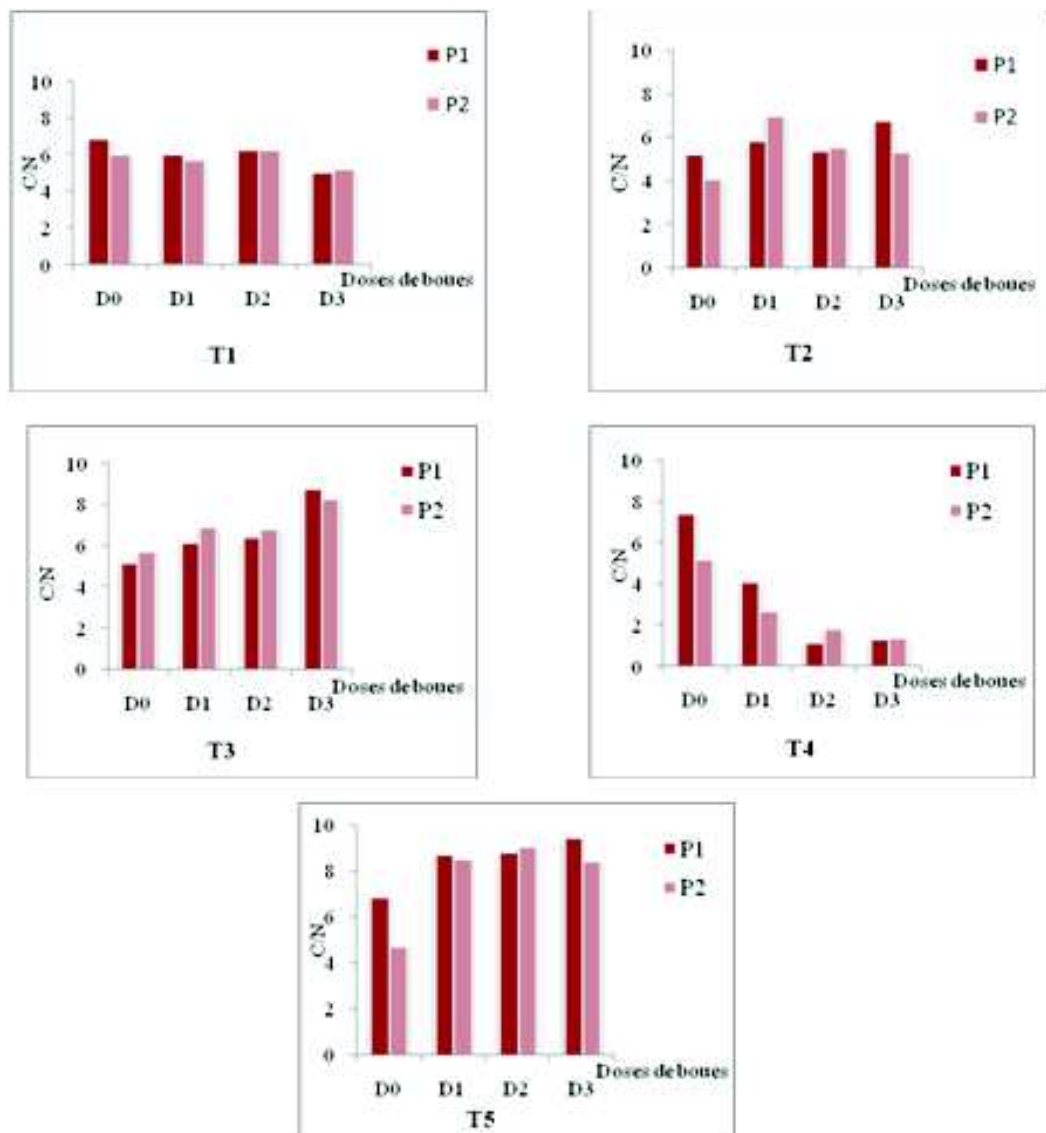 P1
P2
10
8
6
4
2
0
C/N
D0 D1 D2 D3
Doses de boues
T1
P1
P2
10
8
6
4
2
0
C/N
D0 D1 D2 D3
Doses de boues
T2
P1
P2
10
8
6
4
2
0
C/N
D0 D1 D2 D3
Doses de boues
T3
P1
P2
10
8
6
4
2
0
C/N
D0 D1 D2 D3
Doses de boues
T4
P1
P2
10
8
6
4
2
0
C/N
D0 D1 D2 D3
Doses de boues
T5